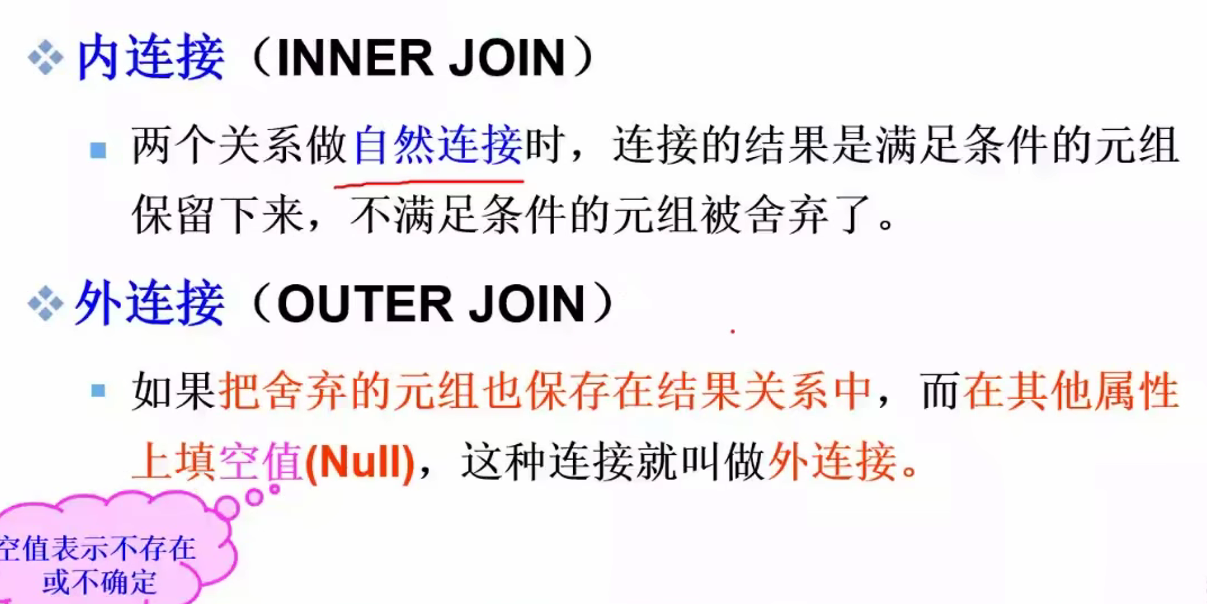 内连接（INNER JOIN）
两个关系做自然连接时，连接的结果是满足条件的元组
保留下来，不满足条件的元组被舍弃了。
外连接（OUTER JOIN）
如果把舍弃的元组也保存在结果关系中，而在其他属性
上填空值(Null)，这种连接就叫做外连接。
空值表示不存在
或不确定